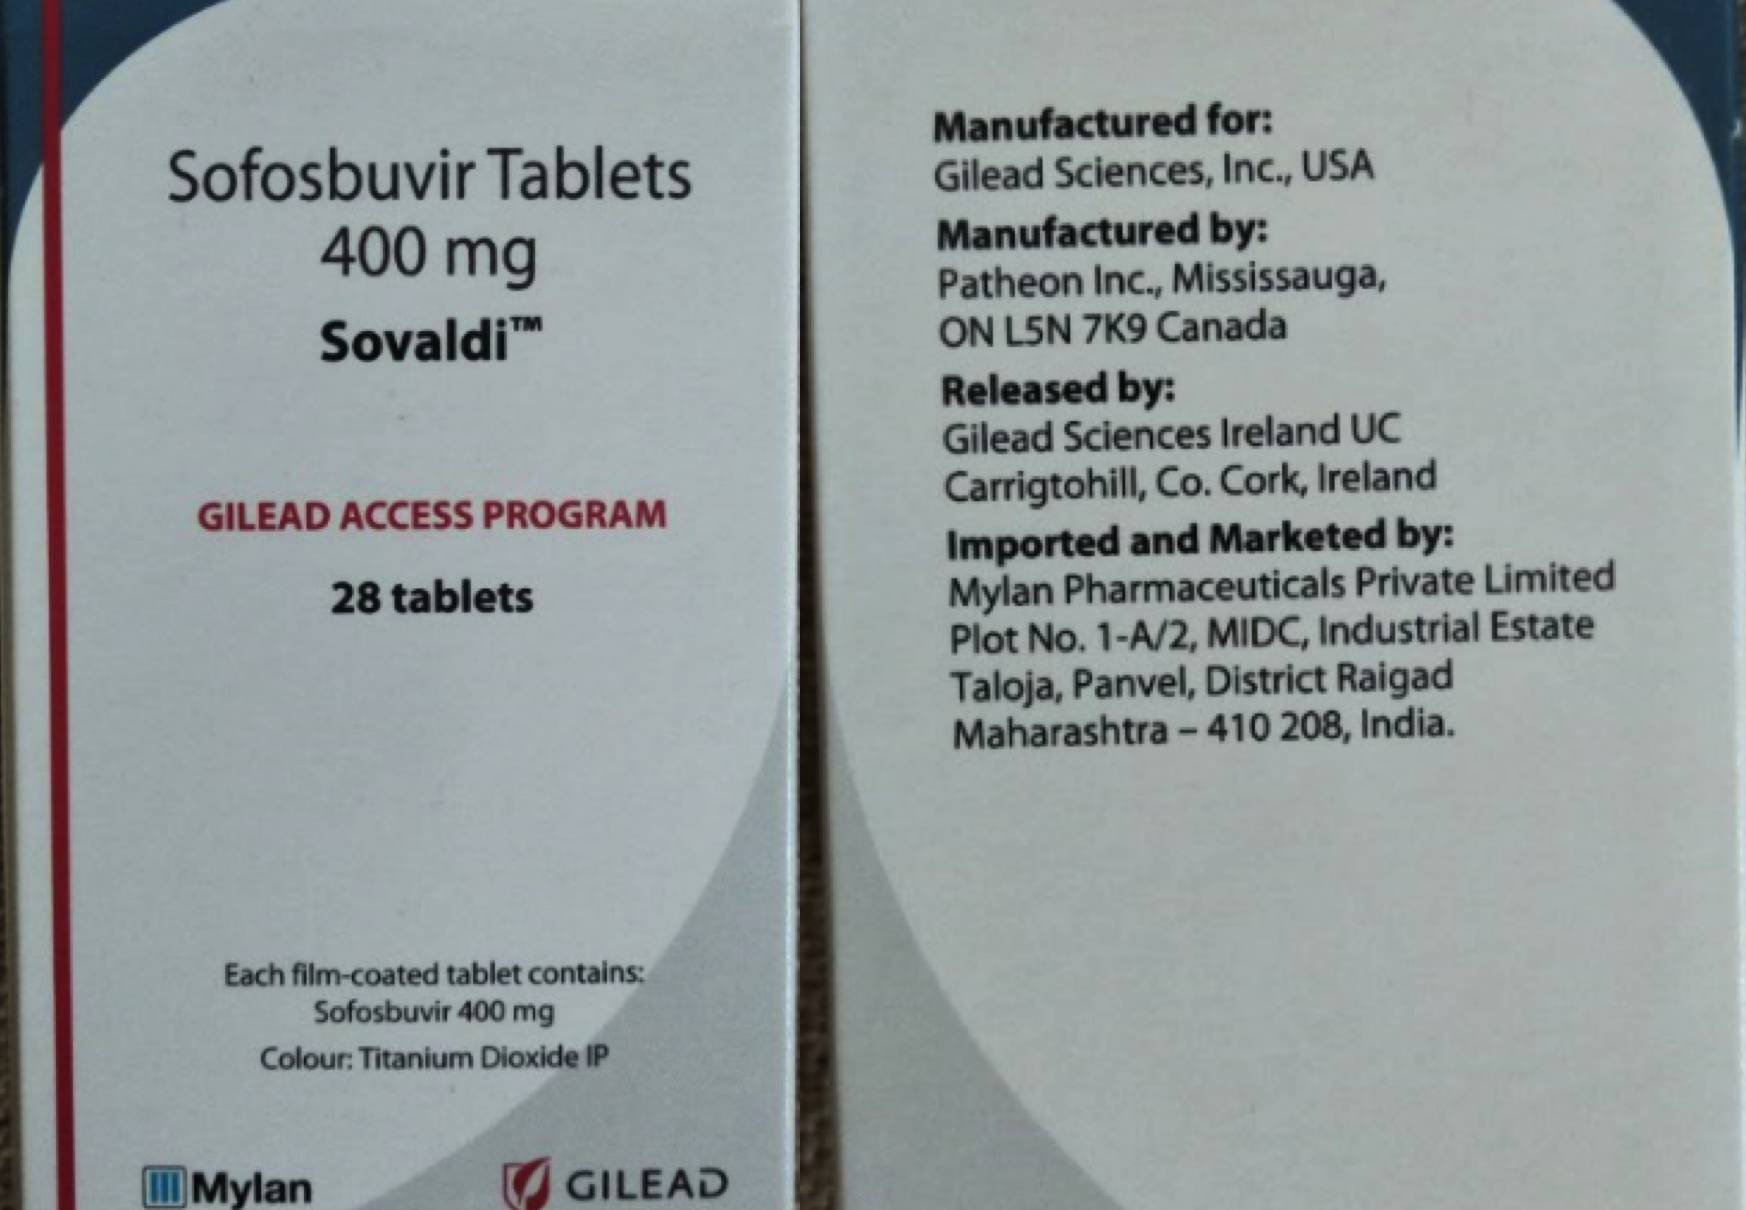 Sofosbuvir Tablets
400 mg
Sovaldi™
GILEAD ACCESS PROGRAM
28 tablets
Each film-coated tablet contains:
Sofosbuvir 400 mg
Colour: Titanium Dioxide IP
Mylan
GILEAD
Manufactured for:
Gilead Sciences, Inc., USA
Manufactured by:
Patheon Inc., Mississauga,
ON L5N 7K9 Canada
Released by:
Gilead Sciences Ireland UC
Carrigtohill, Co. Cork, Ireland
Imported and Marketed by:
Mylan Pharmaceuticals Private Limited
Plot No. 1-A/2, MIDC, Industrial Estate
Taloja, Panvel, District Raigad
Maharashtra – 410 208, India.